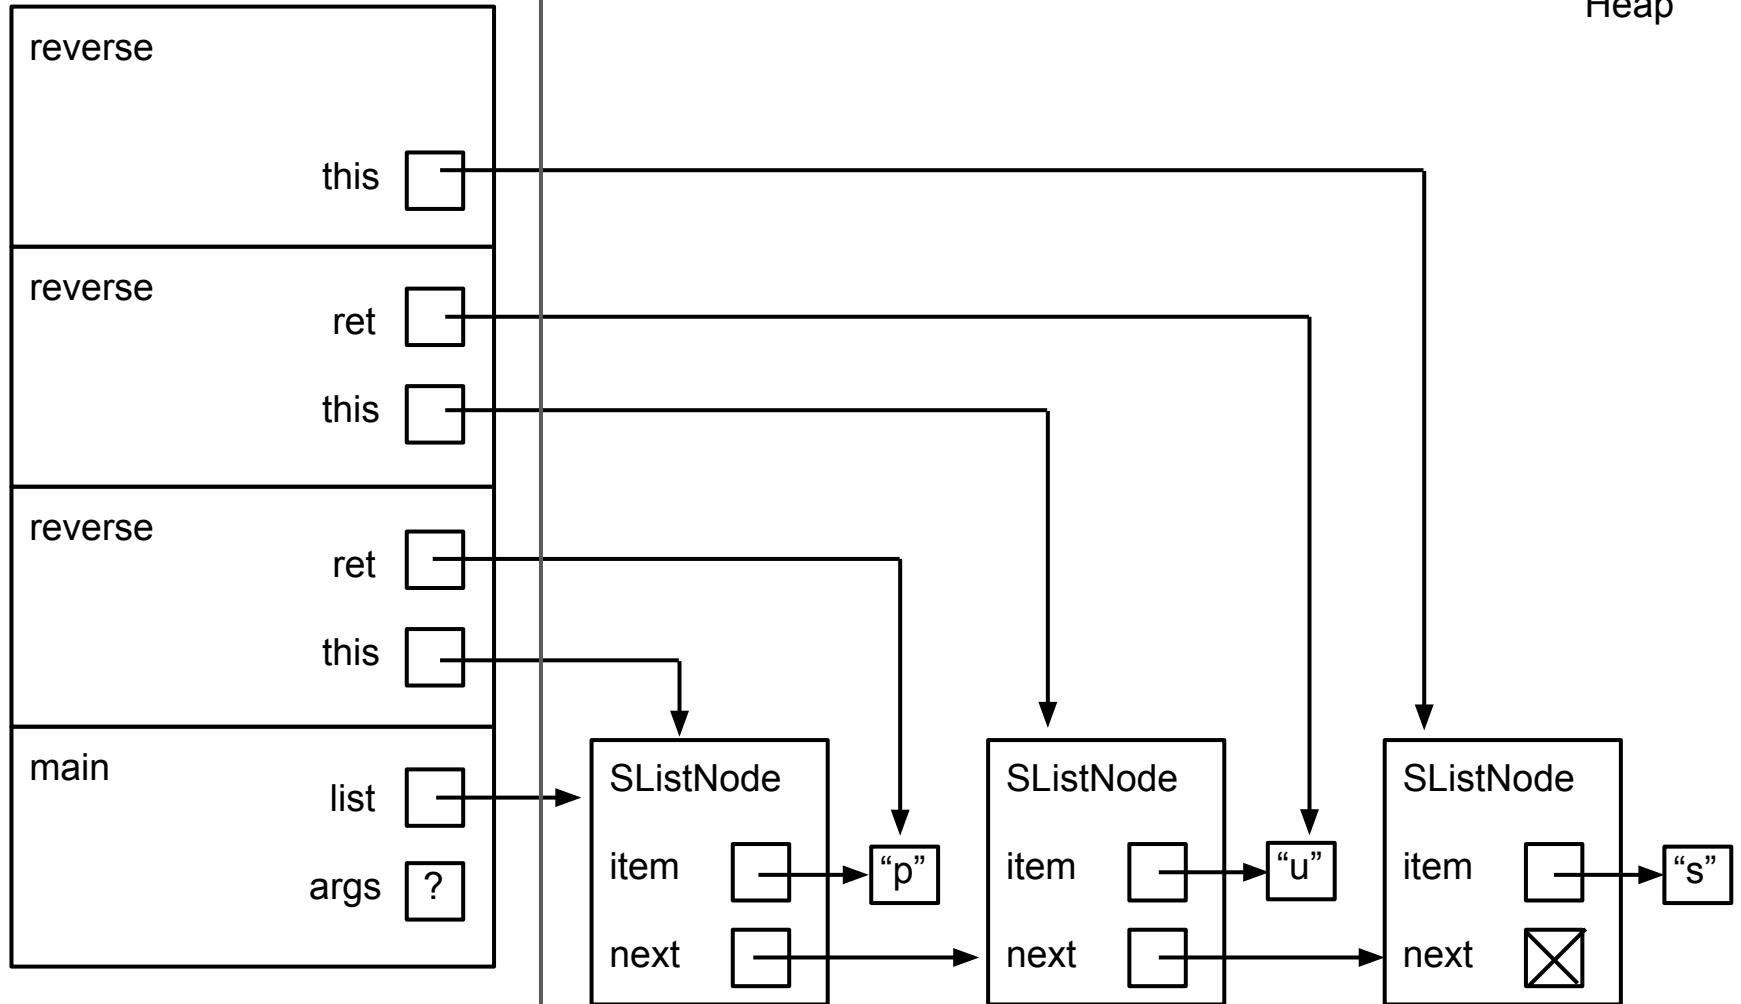 Heap
reverse
this
reverse
ret
this
reverse
ret
this
main
list
args ?
SListNode
item “p”
next
SListNode
item “u”
next
SListNode
item “s”
next